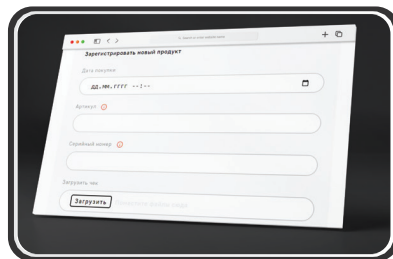 Зарегистрировать новый продукт
Дата покупки
ДД.ММ.ГГГГ --:--
Артикул
Серийный номер
Загрузить чек
Загрузить